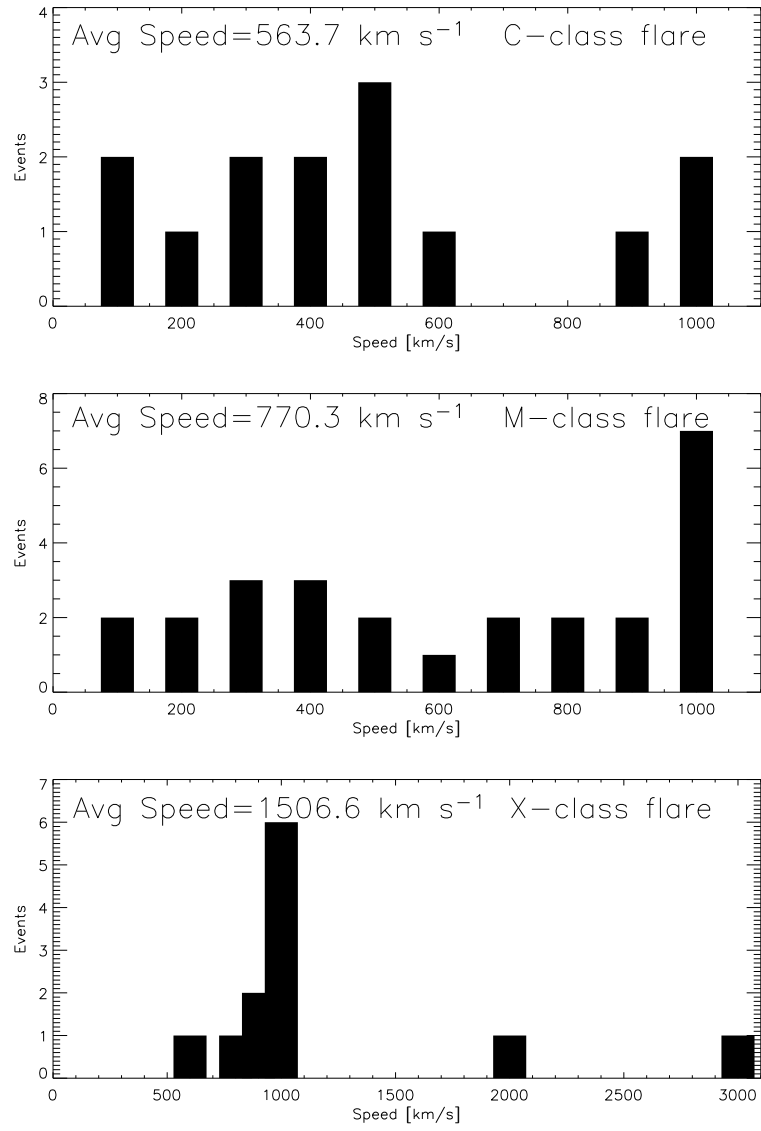 4
Avg Speed=563.7 km s⁻¹ C-class flare
3
2
1
0
Events
0 200 400 600 800 1000
Speed [km/s]
8
Avg Speed=770.3 km s⁻¹ M-class flare
6
4
2
0
Events
0 200 400 600 800 1000
Speed [km/s]
7
Avg Speed=1506.6 km s⁻¹ X-class flare
6
5
4
3
2
1
0
Events
0 500 1000 1500 2000 2500 3000
Speed [km/s]